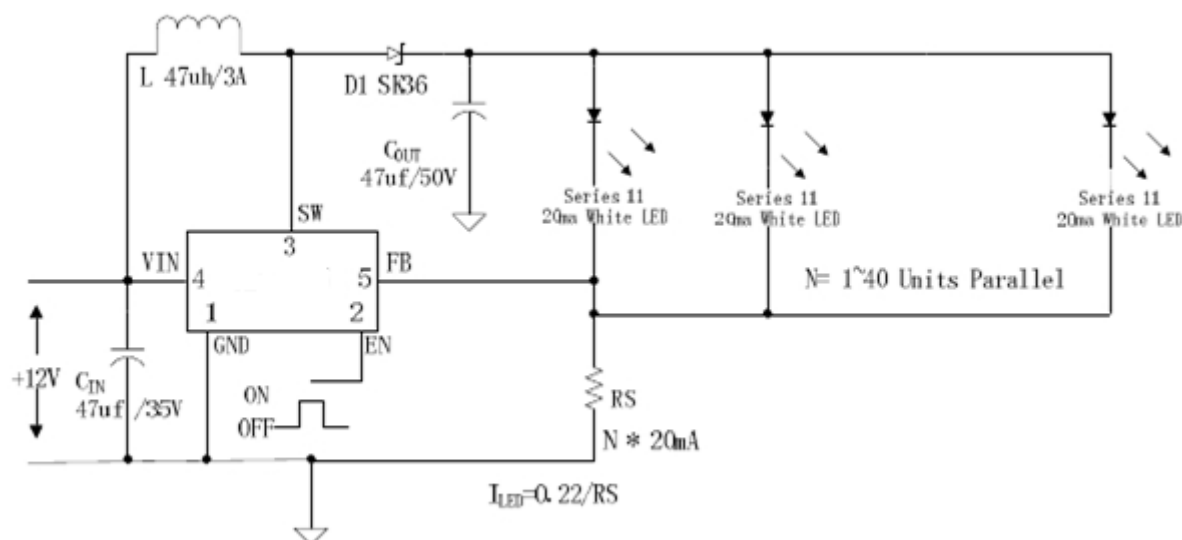 L 47uh/3A
D1 SK36
COUT
47uf/50V
Series 11
20ma White LED
Series 11
20ma White LED
Series 11
20ma White LED
SW
3
VIN
4
5
FB
1
2
GND
EN
N= 1~40 Units Parallel
+12V
CIN
47uf /35V
ON
OFF
RS
N * 20mA
ILED=0.22/RS